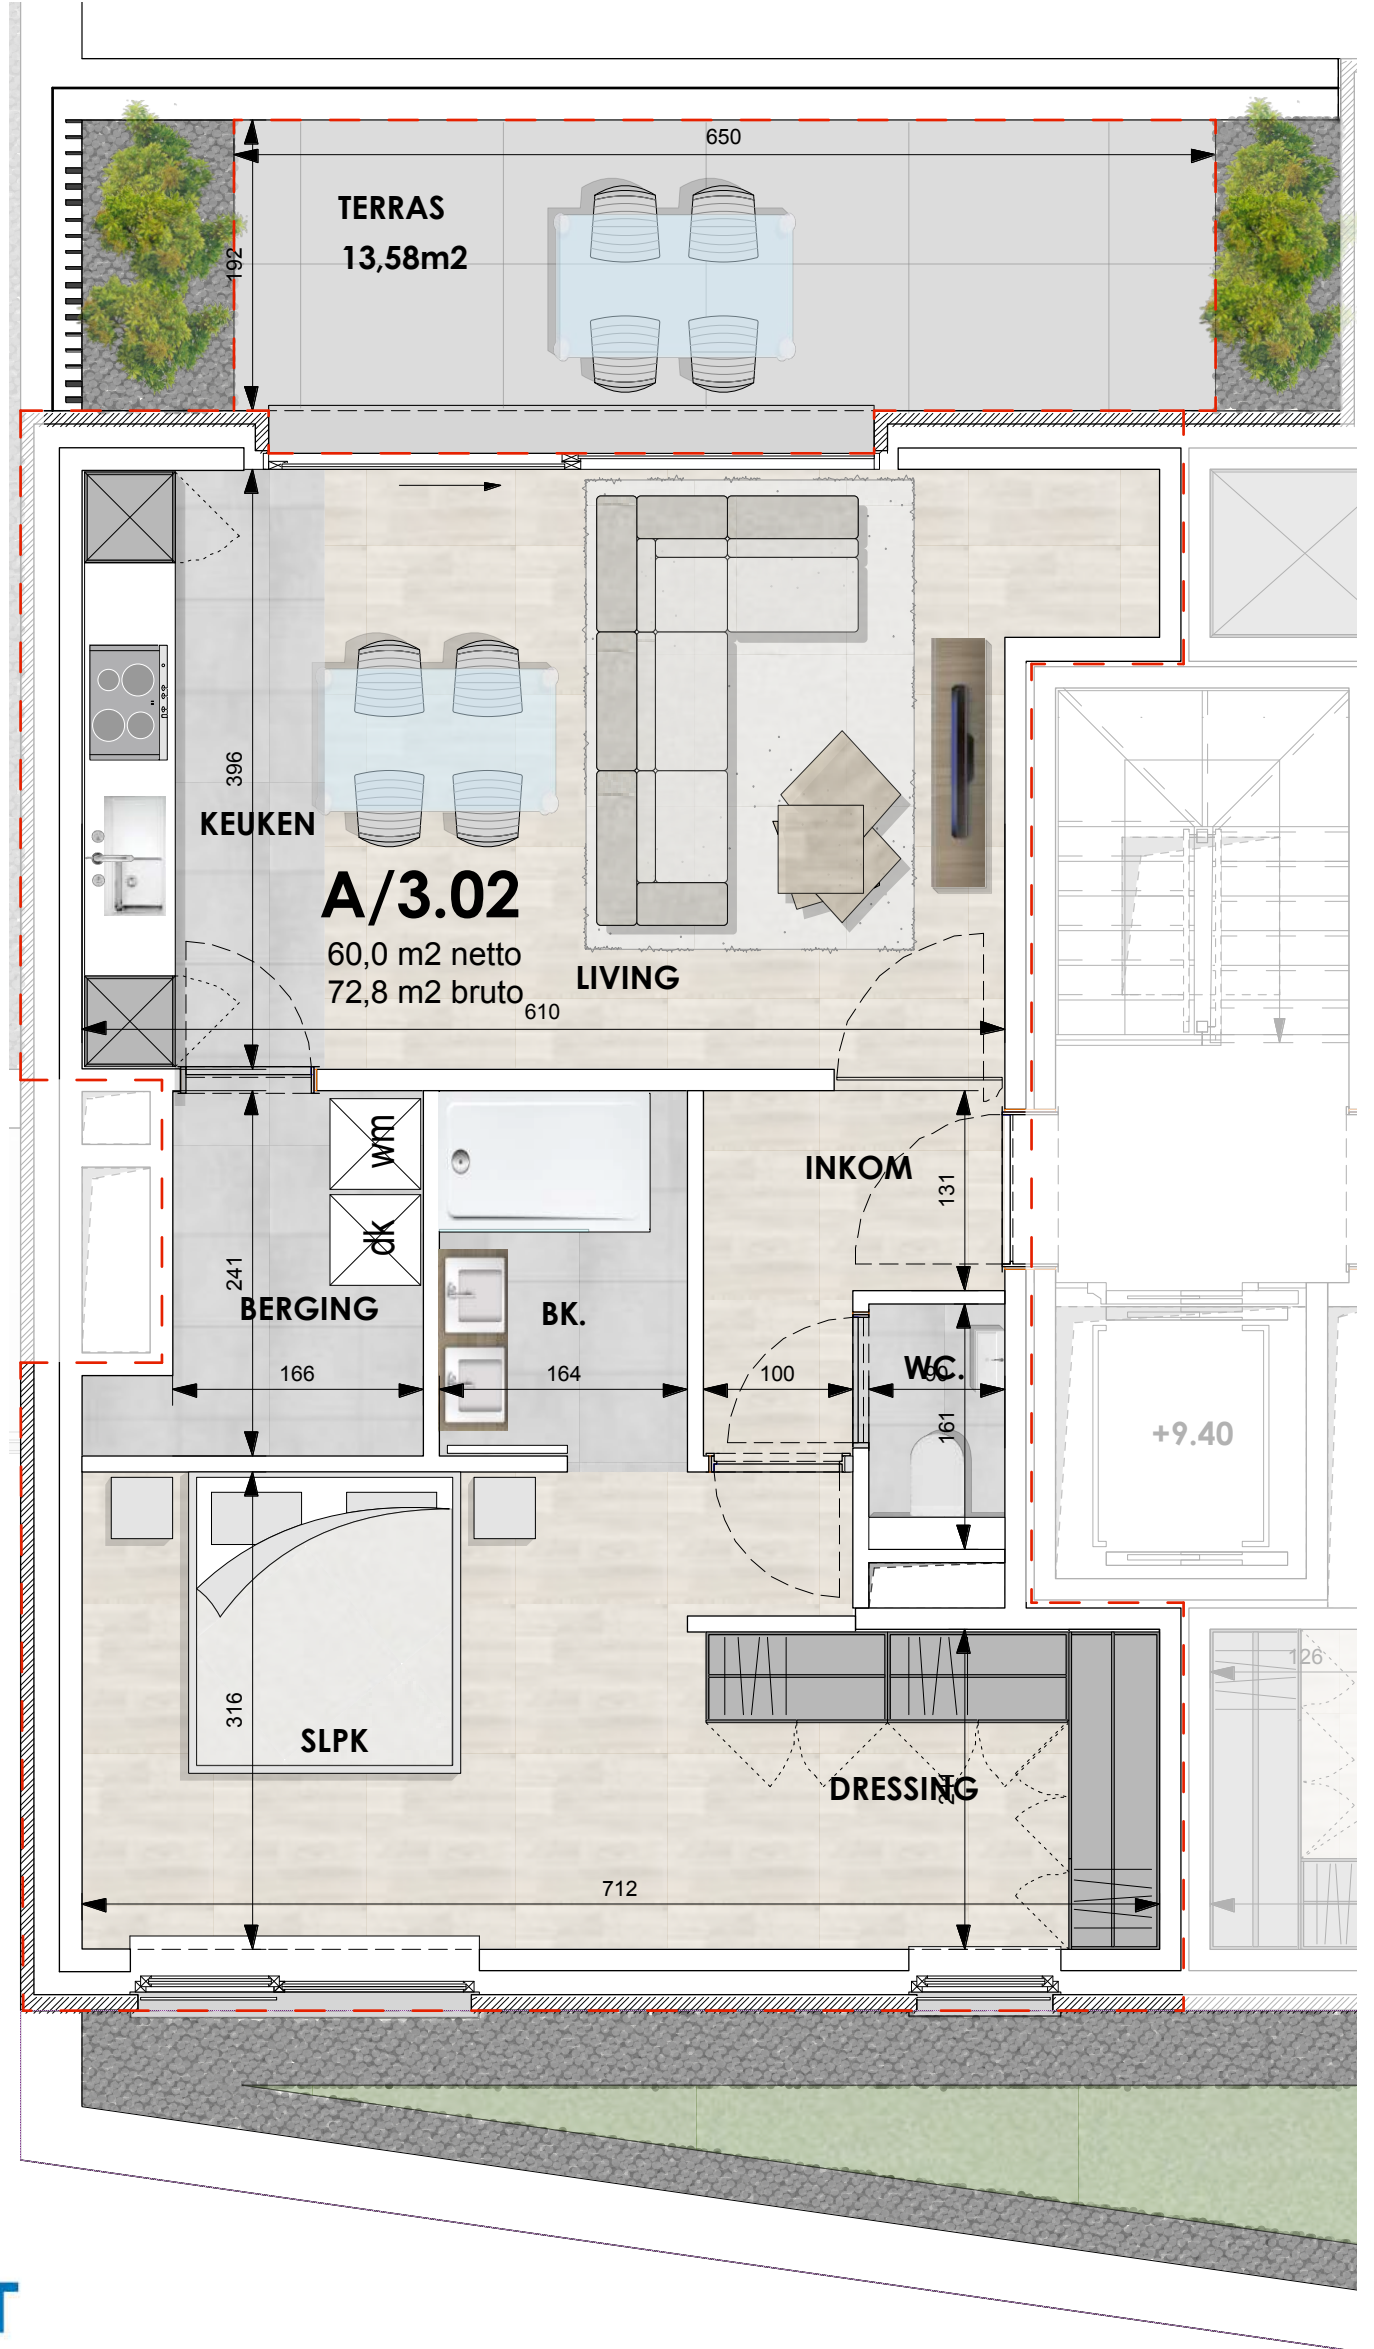 650
TERRAS
13,58m2
192
396
KEUKEN
A/3.02
60,0 m2 netto
72,8 m2 bruto
LIVING
610
wm
dk
INKOM
131
241
BERGING
BK.
166
164
100
WC.
90
161
+9.40
126
316
SLPK
DRESSING
211
712
T